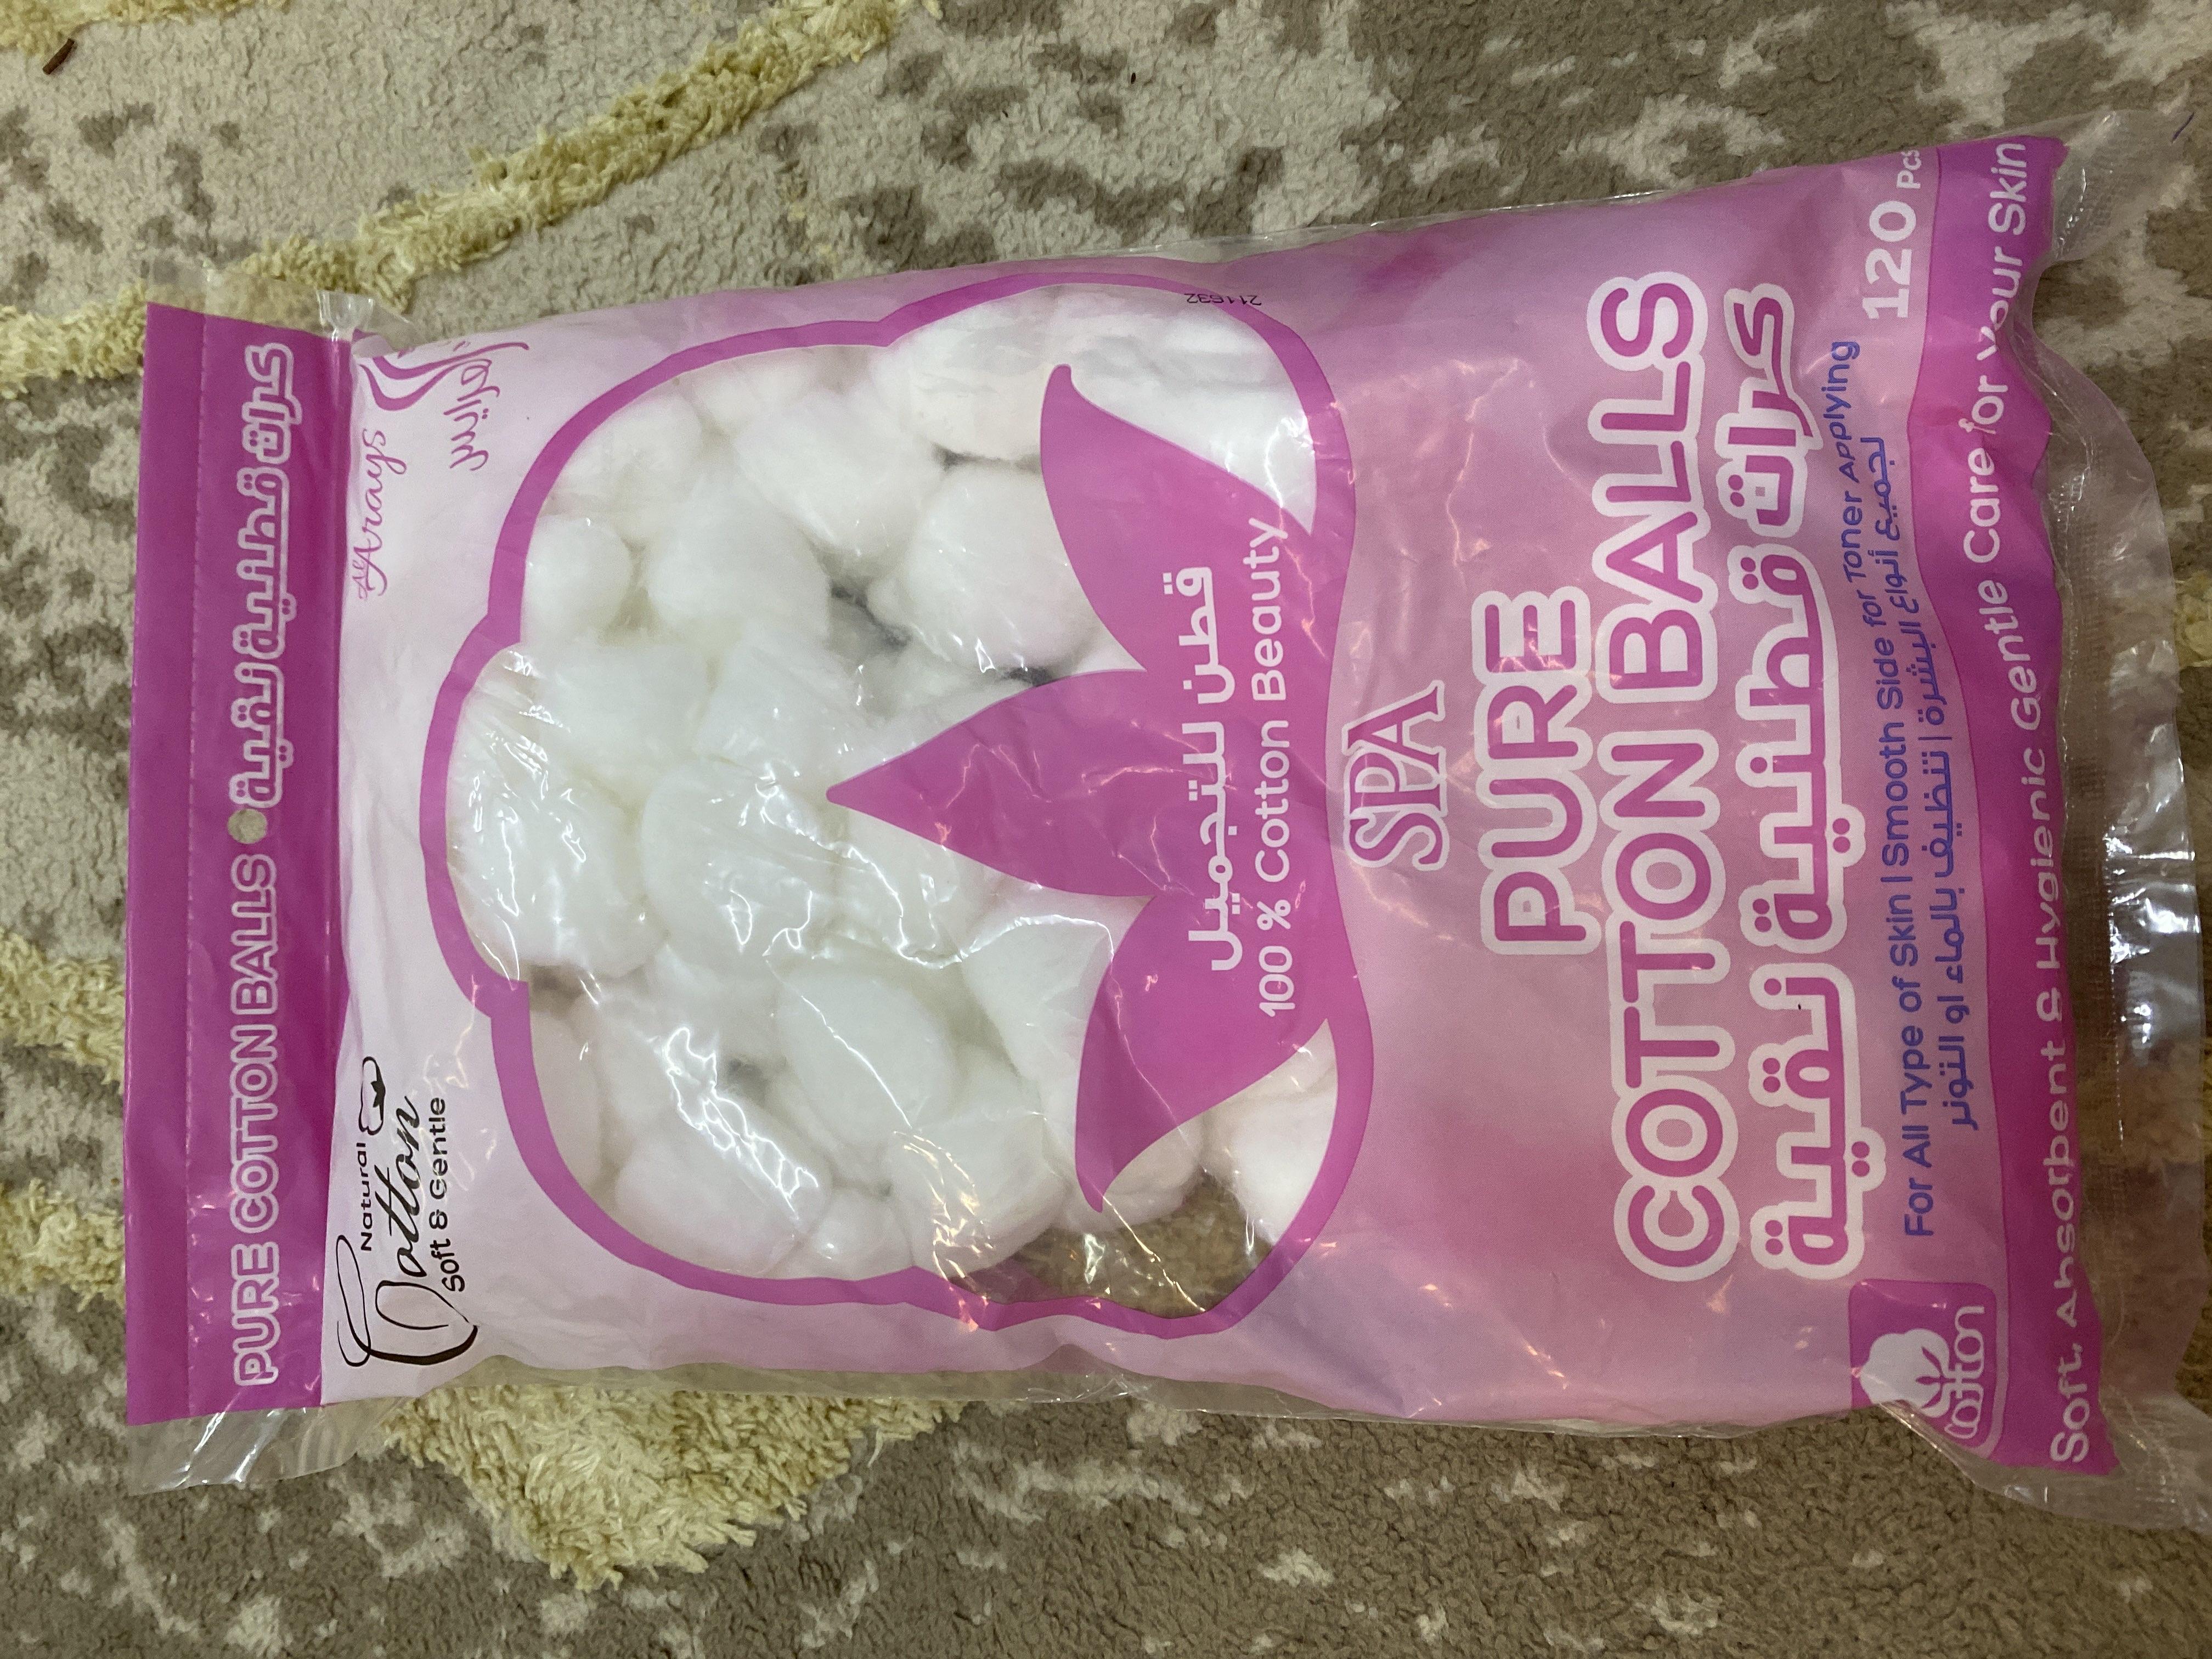 PURE COTTON BALLS كرات قطنية نقية
Natural
Cotton
Soft & Gentle
Al Arays
العرايس
211632
قطن للتجميل
100 % Cotton Beauty
SPA
PURE
COTTON BALLS
كرات قطنية نقية
For All Type of Skin | Smooth Side for Toner Applying
لجميع أنواع البشرة | تنظيف بالماء او التونر
120 Pcs
Cotton
Soft, Absorbent & Hygienic Gentle Care for Your Skin